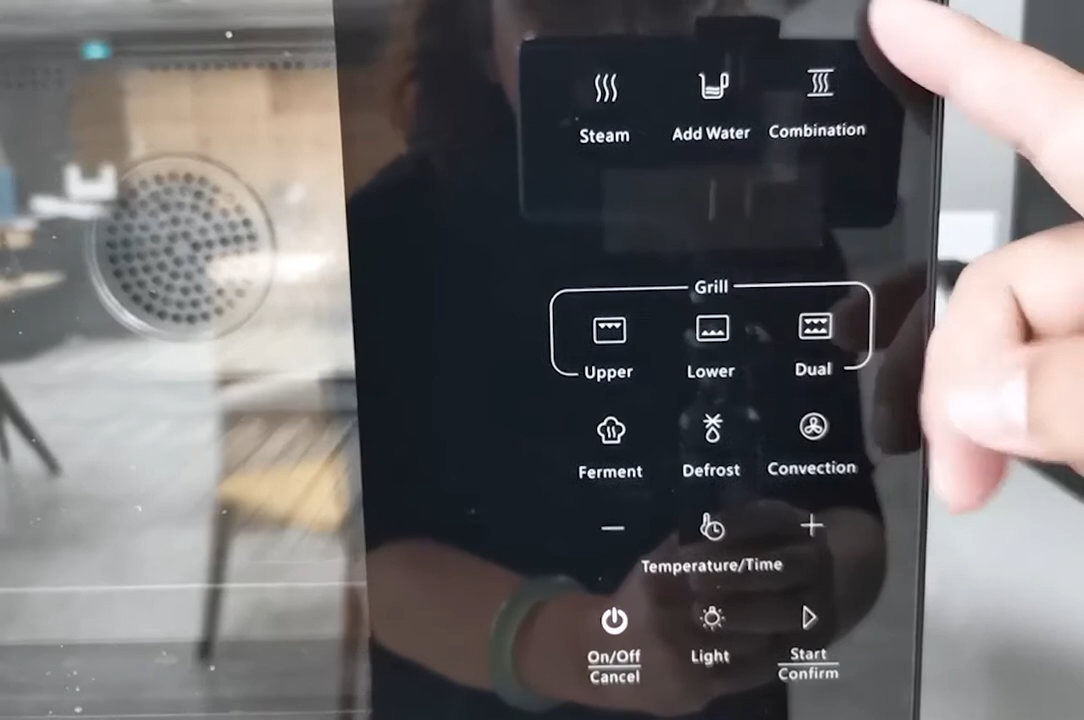 Steam Add Water Combination
Grill
Upper Lower Dual
Ferment Defrost Convection
Temperature/Time
On/Off Light Start
Cancel Confirm